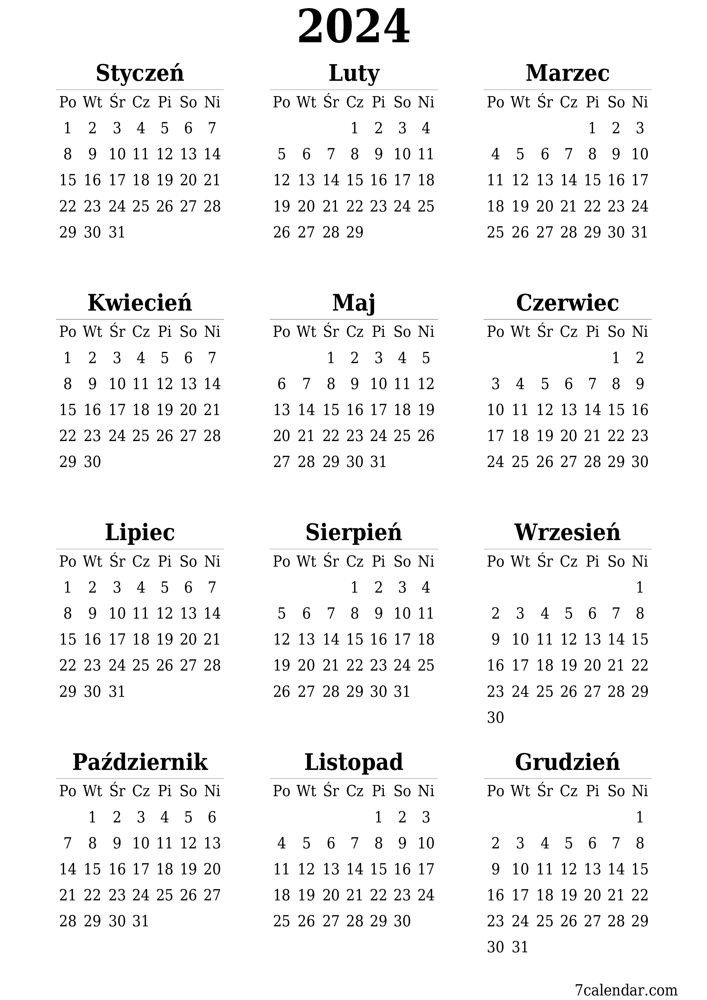 2024
Styczeń
Po Wt Śr Cz Pi So Ni
1 2 3 4 5 6 7
8 9 10 11 12 13 14
15 16 17 18 19 20 21
22 23 24 25 26 27 28
29 30 31
Luty
Po Wt Śr Cz Pi So Ni
1 2 3 4
5 6 7 8 9 10 11
12 13 14 15 16 17 18
19 20 21 22 23 24 25
26 27 28 29
Marzec
Po Wt Śr Cz Pi So Ni
1 2 3
4 5 6 7 8 9 10
11 12 13 14 15 16 17
18 19 20 21 22 23 24
25 26 27 28 29 30 31
Kwiecień
Po Wt Śr Cz Pi So Ni
1 2 3 4 5 6 7
8 9 10 11 12 13 14
15 16 17 18 19 20 21
22 23 24 25 26 27 28
29 30
Maj
Po Wt Śr Cz Pi So Ni
1 2 3 4 5
6 7 8 9 10 11 12
13 14 15 16 17 18 19
20 21 22 23 24 25 26
27 28 29 30 31
Czerwiec
Po Wt Śr Cz Pi So Ni
1 2
3 4 5 6 7 8 9
10 11 12 13 14 15 16
17 18 19 20 21 22 23
24 25 26 27 28 29 30
Lipiec
Po Wt Śr Cz Pi So Ni
1 2 3 4 5 6 7
8 9 10 11 12 13 14
15 16 17 18 19 20 21
22 23 24 25 26 27 28
29 30 31
Sierpień
Po Wt Śr Cz Pi So Ni
1 2 3 4
5 6 7 8 9 10 11
12 13 14 15 16 17 18
19 20 21 22 23 24 25
26 27 28 29 30 31
Wrzesień
Po Wt Śr Cz Pi So Ni
1
2 3 4 5 6 7 8
9 10 11 12 13 14 15
16 17 18 19 20 21 22
23 24 25 26 27 28 29
30
Październik
Po Wt Śr Cz Pi So Ni
1 2 3 4 5 6
7 8 9 10 11 12 13
14 15 16 17 18 19 20
21 22 23 24 25 26 27
28 29 30 31
Listopad
Po Wt Śr Cz Pi So Ni
1 2 3
4 5 6 7 8 9 10
11 12 13 14 15 16 17
18 19 20 21 22 23 24
25 26 27 28 29 30
Grudzień
Po Wt Śr Cz Pi So Ni
1
2 3 4 5 6 7 8
9 10 11 12 13 14 15
16 17 18 19 20 21 22
23 24 25 26 27 28 29
30 31
7calendar.com